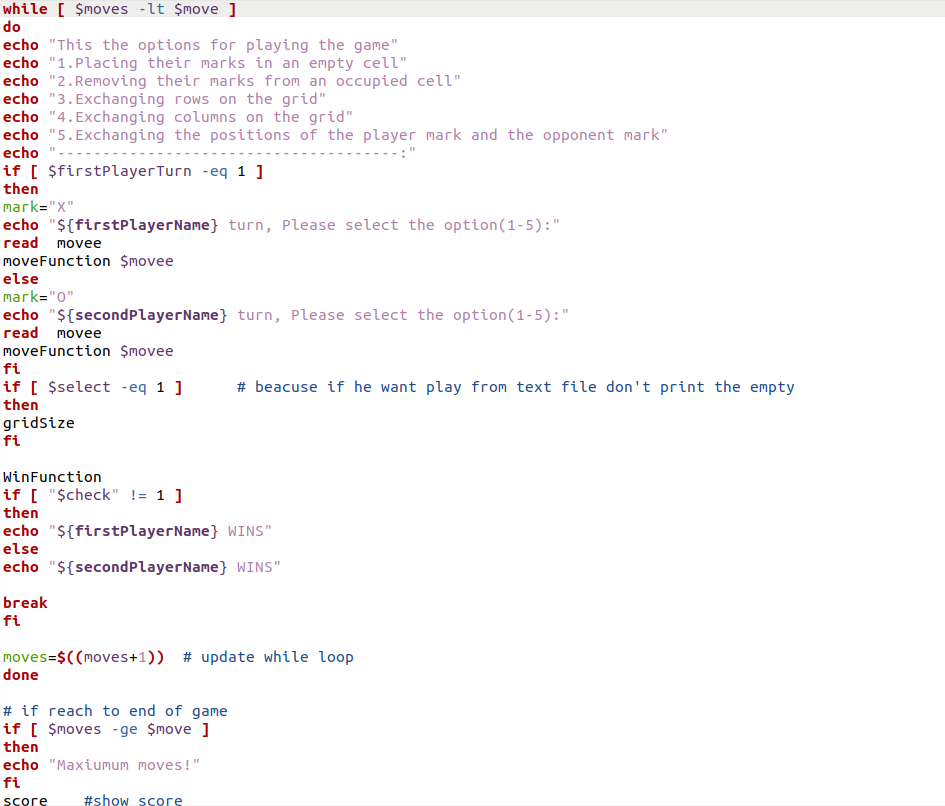 while [ $moves -lt $move ]
do
echo "This the options for playing the game"
echo "1.Placing their marks in an empty cell"
echo "2.Removing their marks from an occupied cell"
echo "3.Exchanging rows on the grid"
echo "4.Exchanging columns on the grid"
echo "5.Exchanging the positions of the player mark and the opponent mark"
echo "--------------------------------------:"
if [ $firstPlayerTurn -eq 1 ]
then
mark="X"
echo "${firstPlayerName} turn, Please select the option(1-5):"
read  movee
moveFunction $movee
else
mark="O"
echo "${secondPlayerName} turn, Please select the option(1-5):"
read  movee
moveFunction $movee
fi
if [ $select -eq 1 ]      # beacuse if he want play from text file don't print the empty
then
gridSize
fi

WinFunction
if [ "$check" != 1 ]
then
echo "${firstPlayerName} WINS"
else
echo "${secondPlayerName} WINS"

break
fi

moves=$((moves+1))  # update while loop
done

# if reach to end of game
if [ $moves -ge $move ]
then
echo "Maxiumum moves!"
fi
score    #show score